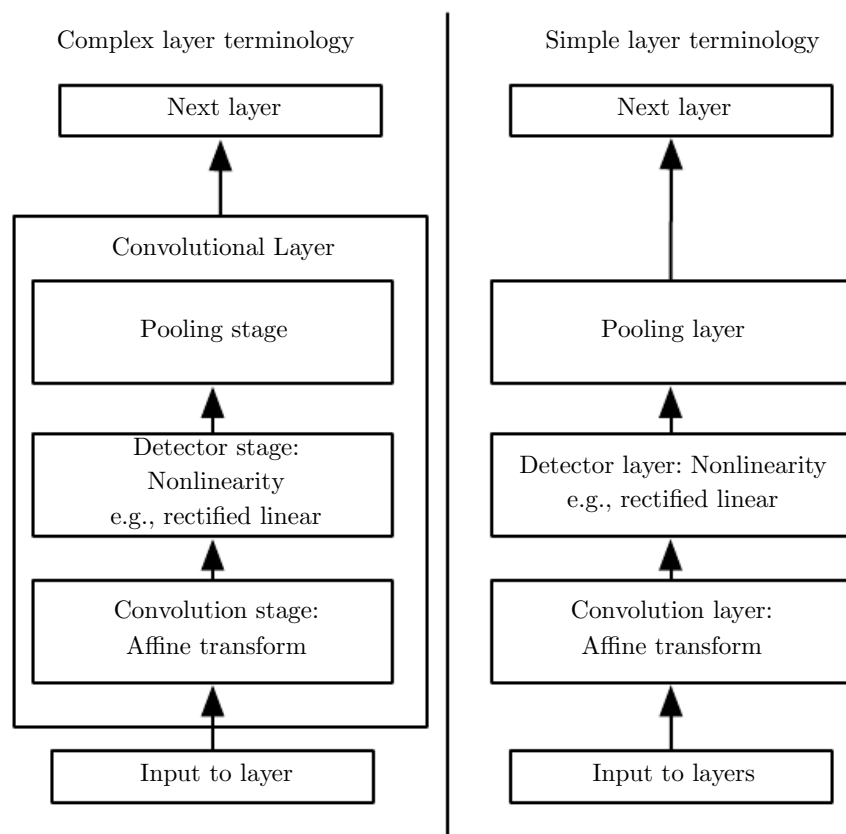 Complex layer terminology
Next layer
Convolutional Layer
Pooling stage
Detector stage:
Nonlinearity
e.g., rectified linear
Convolution stage:
Affine transform
Input to layer
Simple layer terminology
Next layer
Pooling layer
Detector layer: Nonlinearity
e.g., rectified linear
Convolution layer:
Affine transform
Input to layers